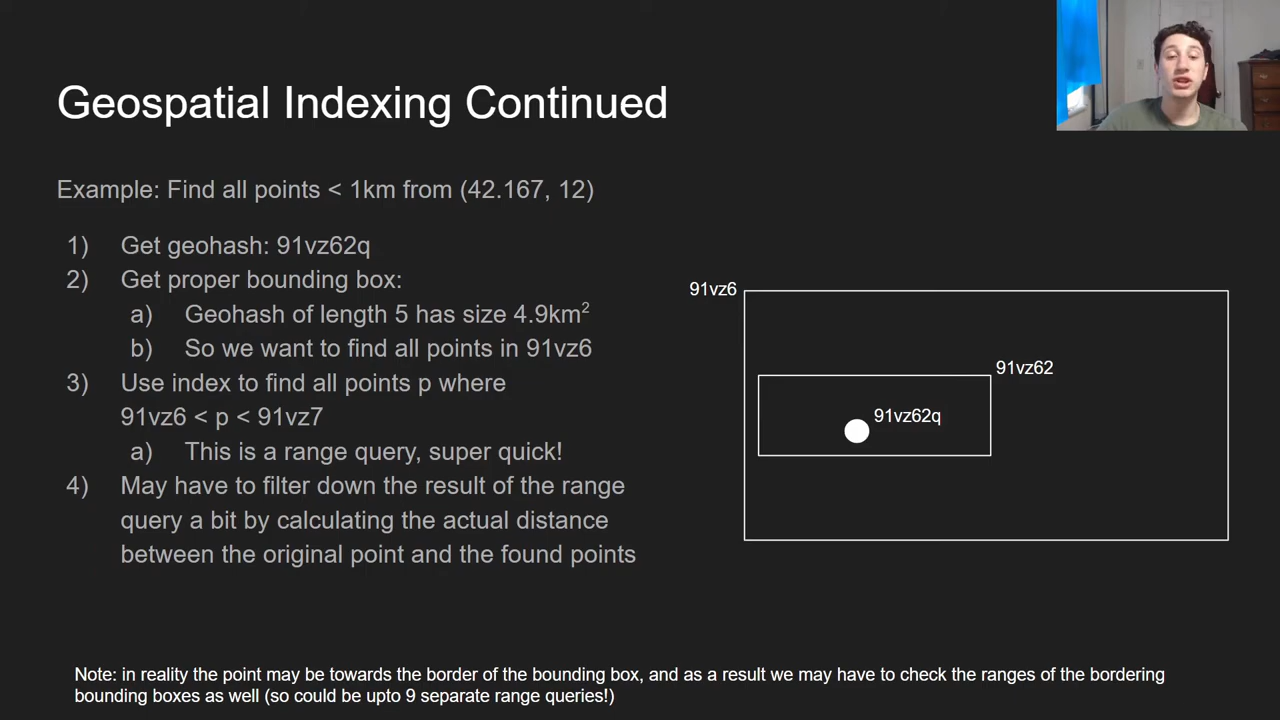 Geospatial Indexing Continued
Example: Find all points < 1km from (42.167, 12)
1) Get geohash: 91vz62q
2) Get proper bounding box:
a) Geohash of length 5 has size 4.9km²
b) So we want to find all points in 91vz6
3) Use index to find all points p where
91vz6 < p < 91vz7
a) This is a range query, super quick!
4) May have to filter down the result of the range
query a bit by calculating the actual distance
between the original point and the found points
91vz6
91vz62
91vz62q
Note: in reality the point may be towards the border of the bounding box, and as a result we may have to check the ranges of the bordering
bounding boxes as well (so could be upto 9 separate range queries!)